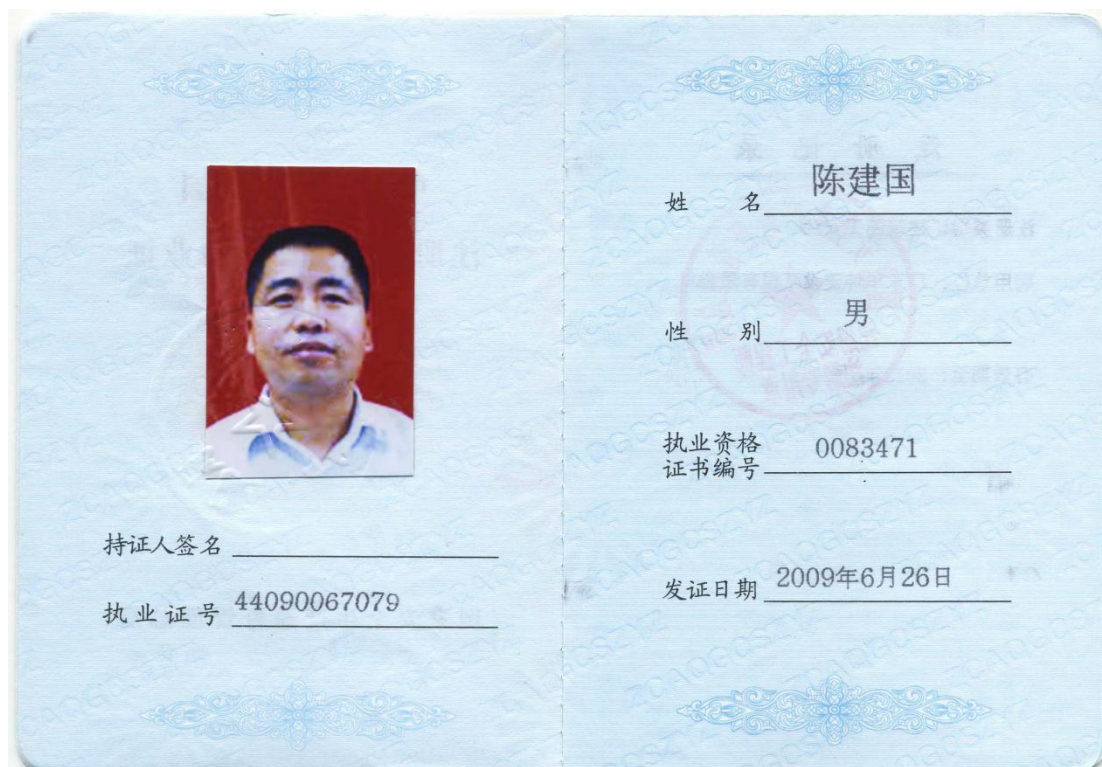 持证人签名
执业证号 44090067079
姓 名 陈建国
性 别 男
执业资格
证书编号 0083471
发证日期 2009年6月26日
ZCAQGCSZYZ